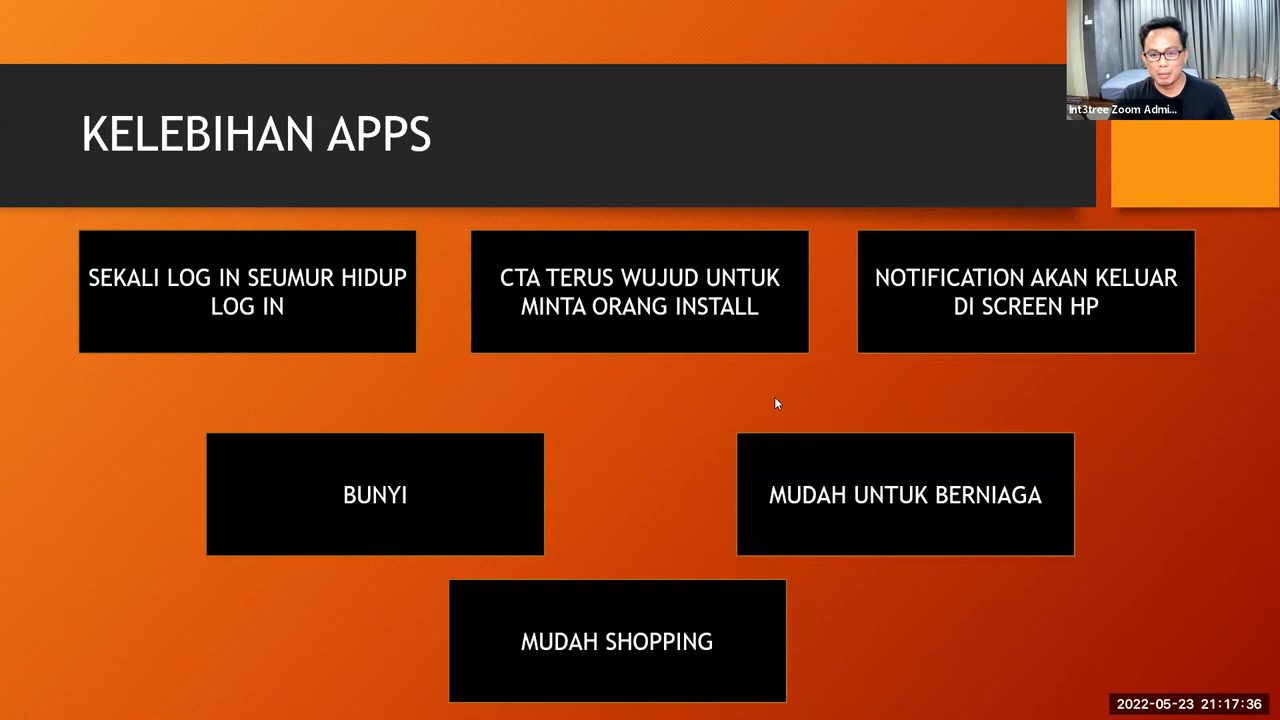 Int3tree Zoom Admi...
KELEBIHAN APPS
SEKALI LOG IN SEUMUR HIDUP
LOG IN
CTA TERUS WUJUD UNTUK
MINTA ORANG INSTALL
NOTIFICATION AKAN KELUAR
DI SCREEN HP
BUNYI
MUDAH UNTUK BERNIAGA
MUDAH SHOPPING
2022-05-23 21:17:36